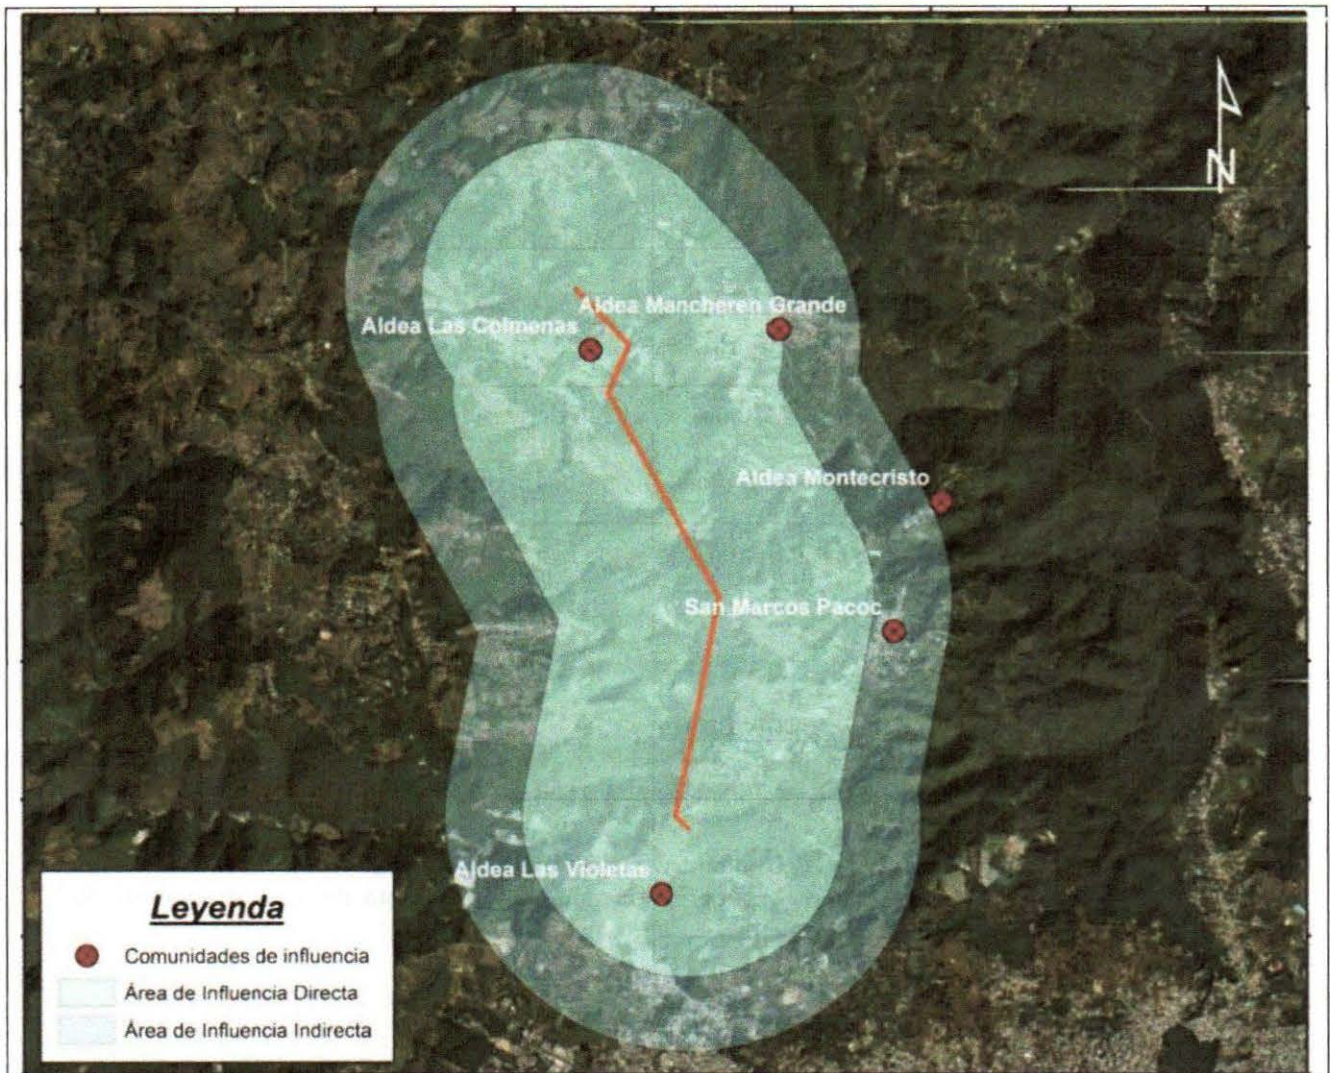 N
Aldea Mancheren Grande
Aldea Las Colmenas
Aldea Montecristo
San Marcos Pacoc
Aldea Las Violetas
Leyenda
Comunidades de influencia
Área de Influencia Directa
Área de Influencia Indirecta